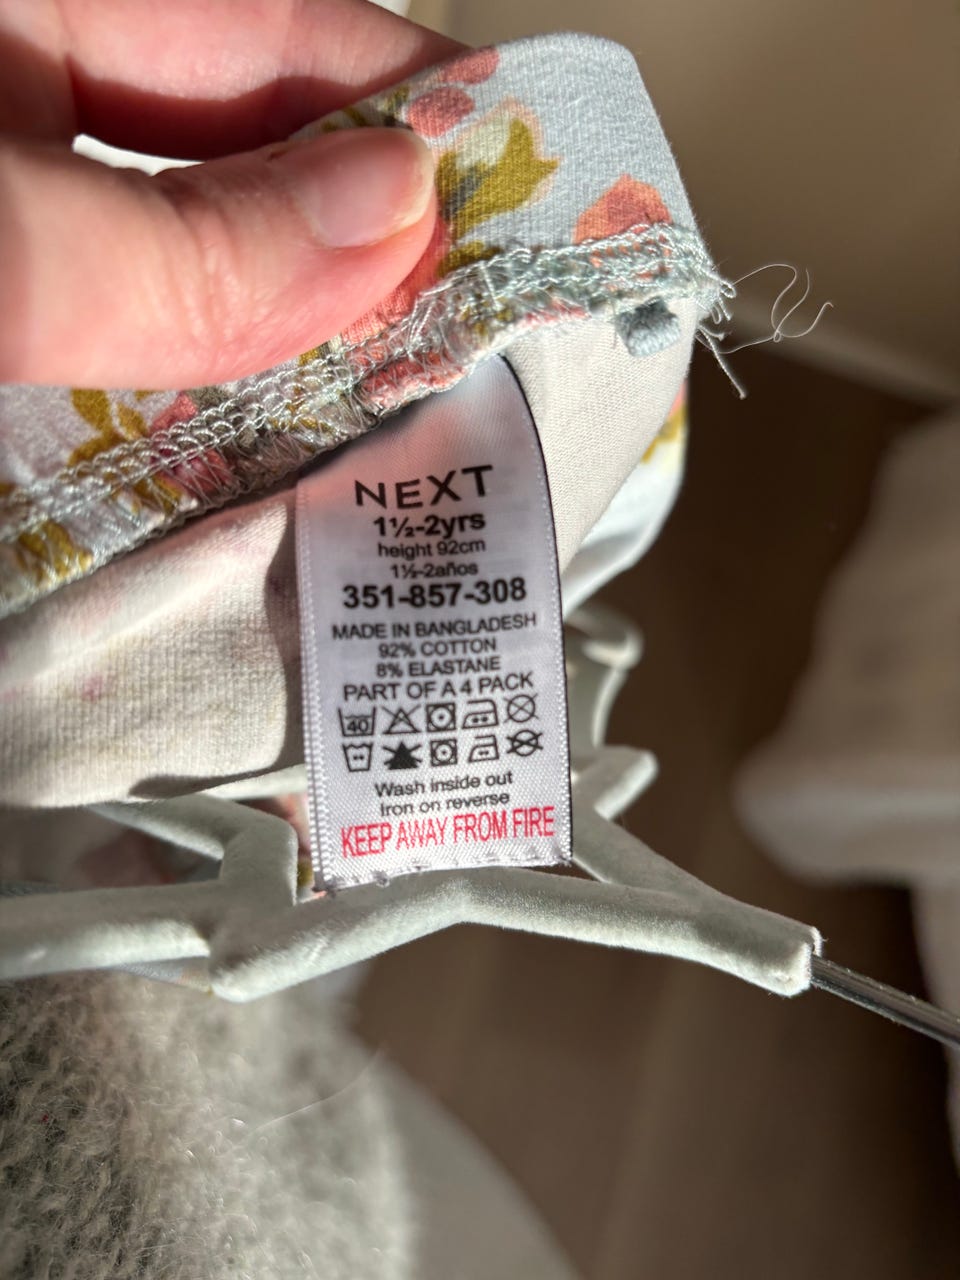 NEXT
1½-2yrs
height 92cm
1½-2años
351-857-308
MADE IN BANGLADESH
92% COTTON
8% ELASTANE
PART OF A 4 PACK
40
Wash inside out
Iron on reverse
KEEP AWAY FROM FIRE